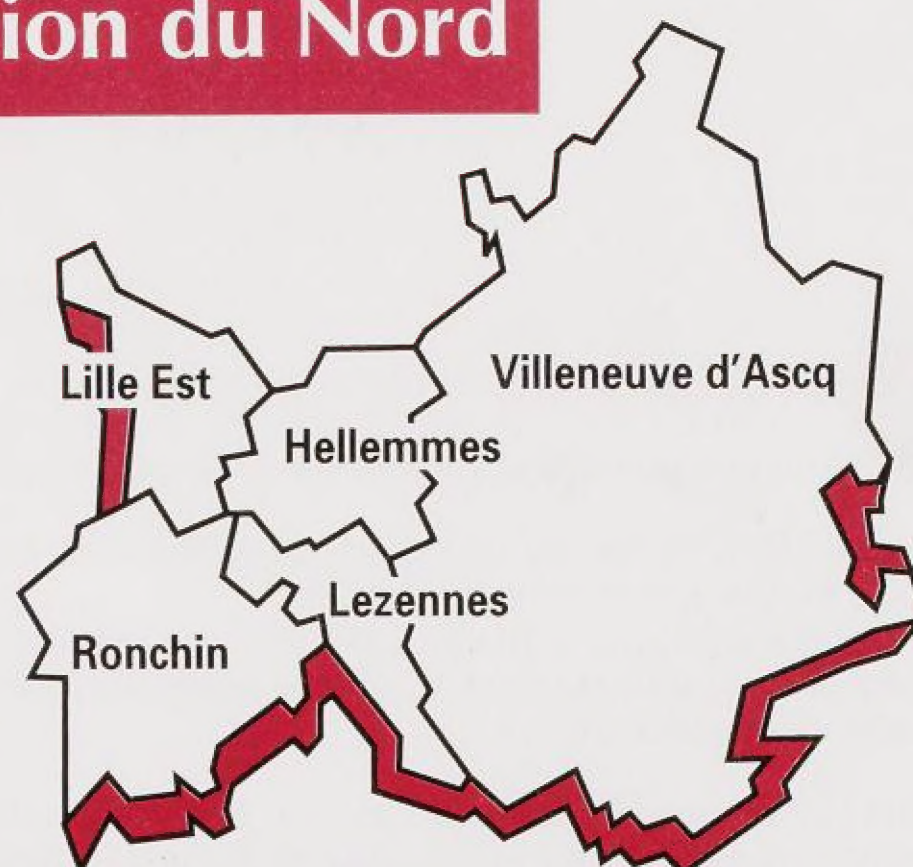 ion du Nord
Lille Est
Villeneuve d'Ascq
Hellemmes
Lezennes
Ronchin